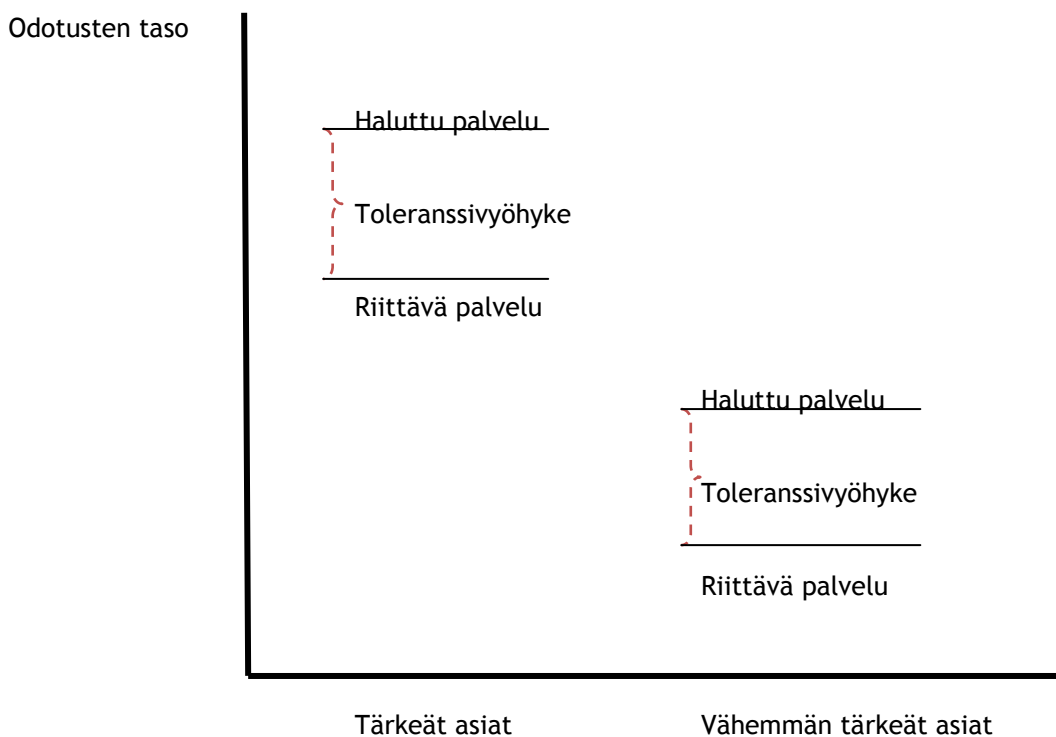 Odotusten taso
Haluttu palvelu
Toleranssivyöhyke
Riittävä palvelu
Haluttu palvelu
Toleranssivyöhyke
Riittävä palvelu
Tärkeät asiat
Vähemmän tärkeät asiat